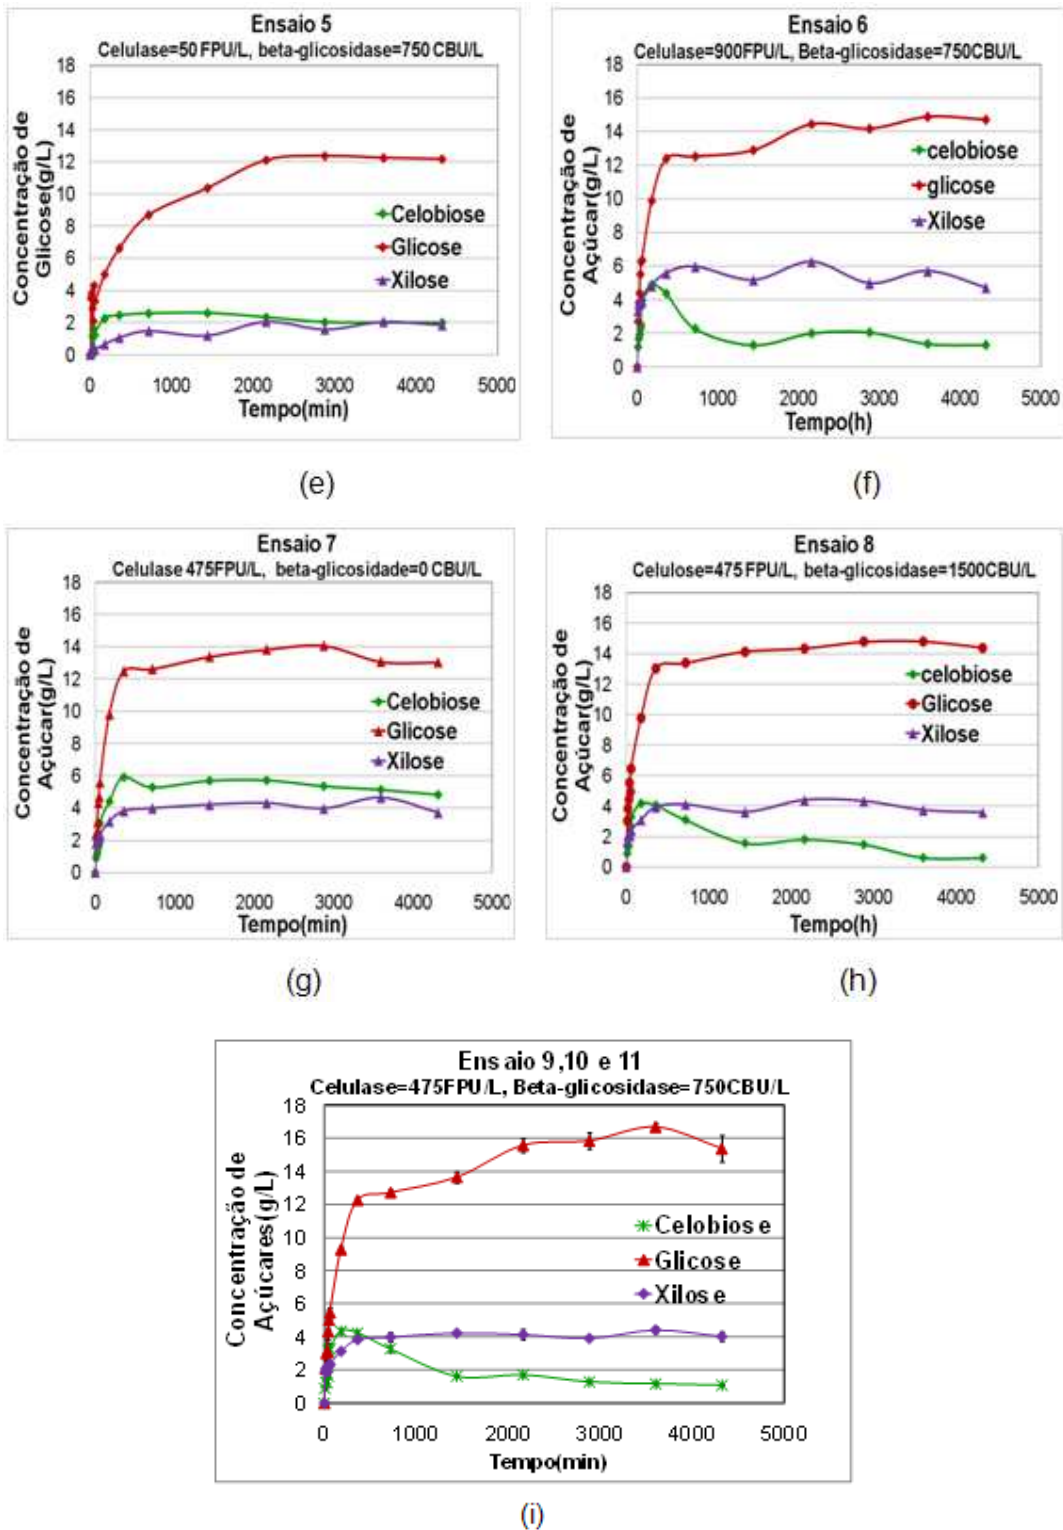 Ensaio 5
Celulase=50 FPU/L, beta-glicosidase=750 CBU/L
Concentração de
Glicose(g/L)
18
16
14
12
10
8
6
4
2
0
Celobiose
Glicose
Xilose
0 1000 2000 3000 4000 5000
Tempo(min)
(e)
Ensaio 6
Celulase=900FPU/L, Beta-glicosidase=750CBU/L
Concentração de
Açúcar(g/L)
18
16
14
12
10
8
6
4
2
0
celobiose
glicose
Xilose
0 1000 2000 3000 4000 5000
Tempo(h)
(f)
Ensaio 7
Celulase 475FPU/L, beta-glicosidade=0 CBU/L
Concentração de
Açúcar(g/L)
18
16
14
12
10
8
6
4
2
0
Celobiose
Glicose
Xilose
0 1000 2000 3000 4000 5000
Tempo(min)
(g)
Ensaio 8
Celulose=475FPU/L, beta-glicosidase=1500CBU/L
Concentração de
Açúcar(g/L)
18
16
14
12
10
8
6
4
2
0
celobiose
Glicose
Xilose
0 1000 2000 3000 4000 5000
Tempo(h)
(h)
Ensaio 9,10 e 11
Celulase=475FPU/L, Beta-glicosidase=750CBU/L
Concentração de
Açúcares(g/L)
18
16
14
12
10
8
6
4
2
0
Celobiose
Glicose
Xilose
0 1000 2000 3000 4000 5000
Tempo(min)
(i)